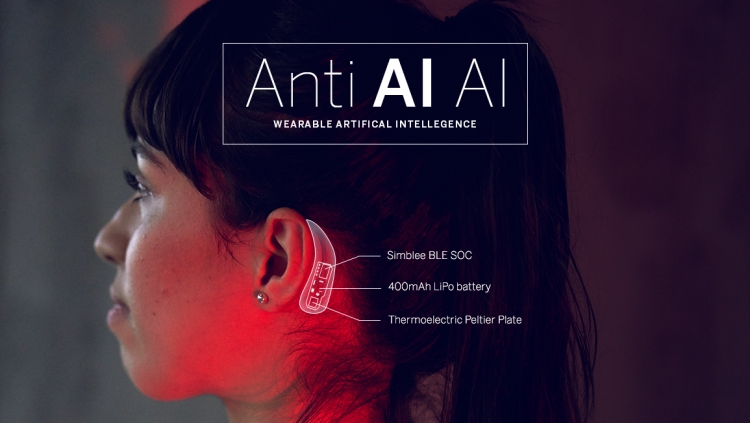 Anti AI AI
WEARABLE ARTIFICAL INTELLEGENCE
Simblee BLE SOC
400mAh LiPo battery
Thermoelectric Peltier Plate